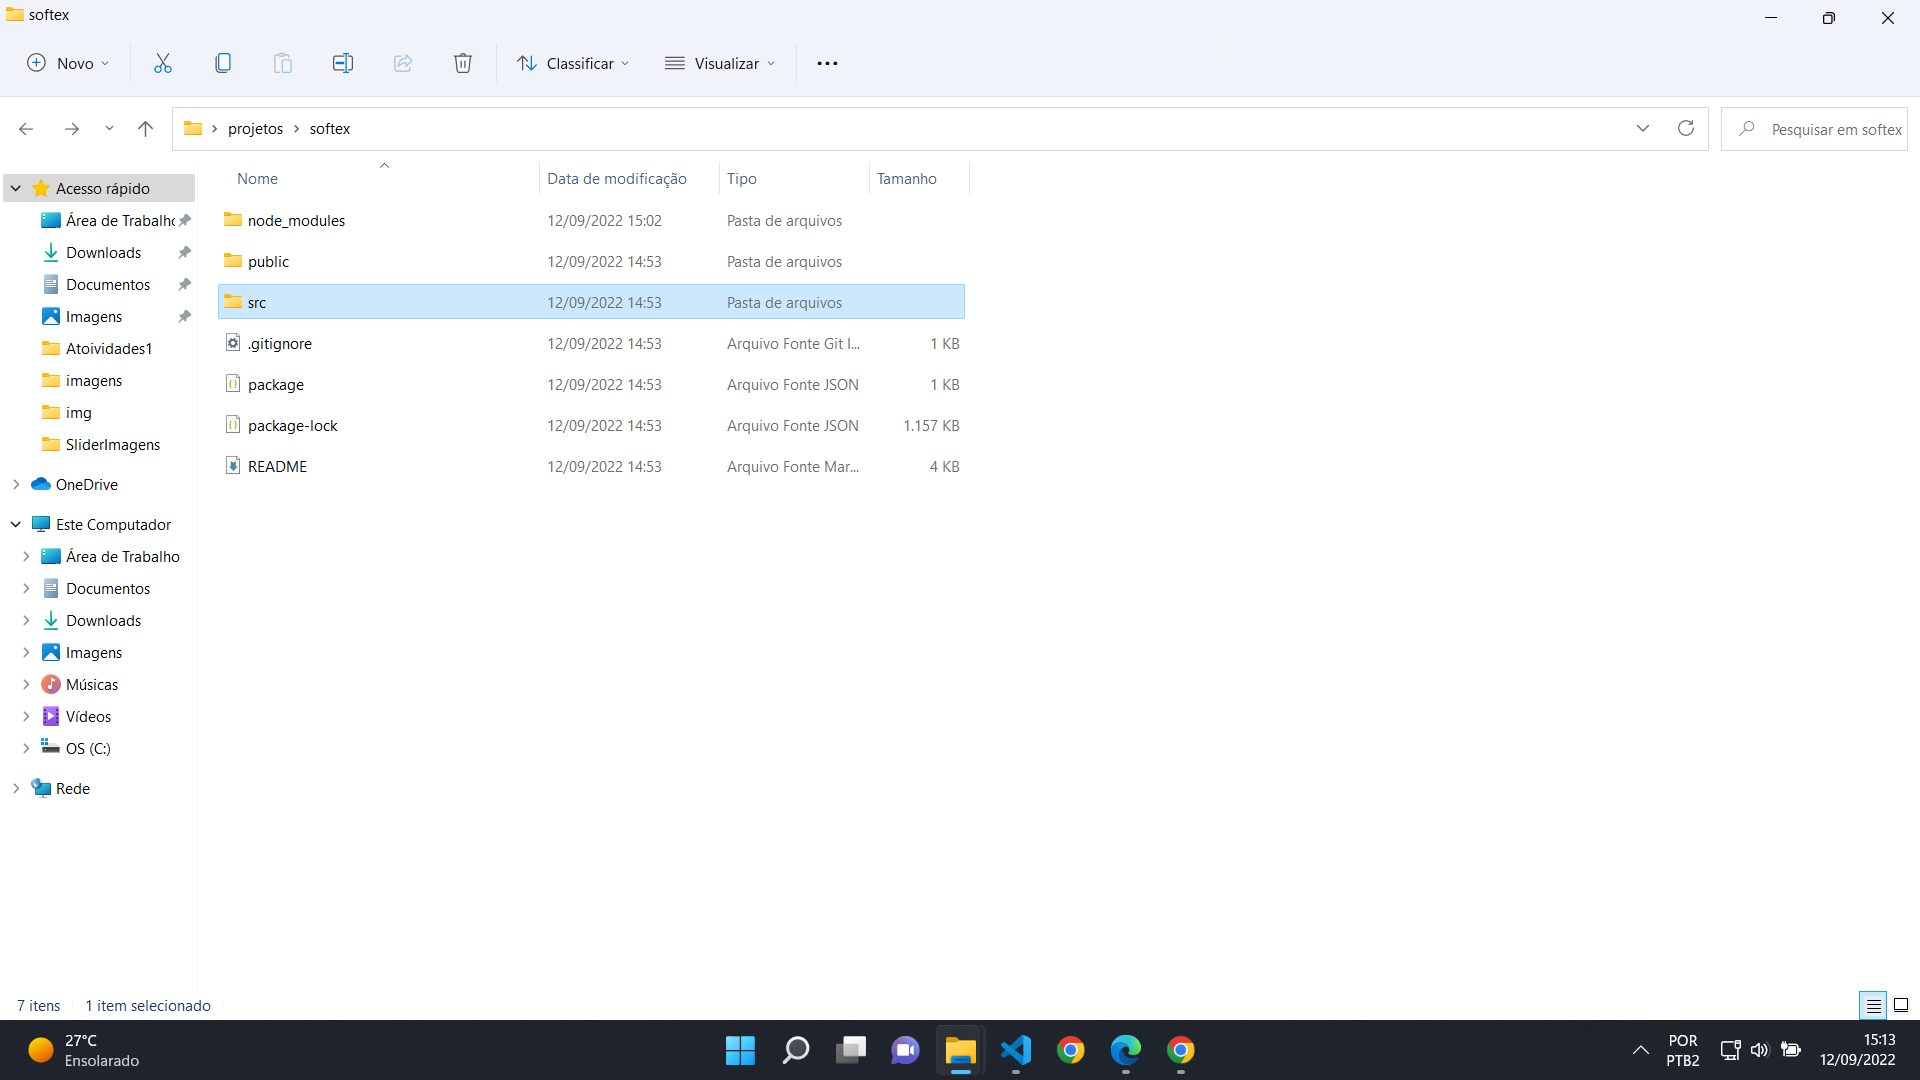 softex
Novo
Classificar
Visualizar
projetos
softex
Pesquisar em softex
Nome
Data de modificação
Tipo
Tamanho
Acesso rápido
Área de Trabalho
Downloads
Documentos
Imagens
Atoividades1
imagens
img
SliderImagens
OneDrive
Este Computador
Área de Trabalho
Documentos
Downloads
Imagens
Músicas
Vídeos
OS (C:)
Rede
node_modules 12/09/2022 15:02 Pasta de arquivos
public 12/09/2022 14:53 Pasta de arquivos
src 12/09/2022 14:53 Pasta de arquivos
.gitignore 12/09/2022 14:53 Arquivo Fonte Git I... 1 KB
package 12/09/2022 14:53 Arquivo Fonte JSON 1 KB
package-lock 12/09/2022 14:53 Arquivo Fonte JSON 1.157 KB
README 12/09/2022 14:53 Arquivo Fonte Mar... 4 KB
7 itens 1 item selecionado
27°C
Ensolarado
POR
PTB2
15:13
12/09/2022